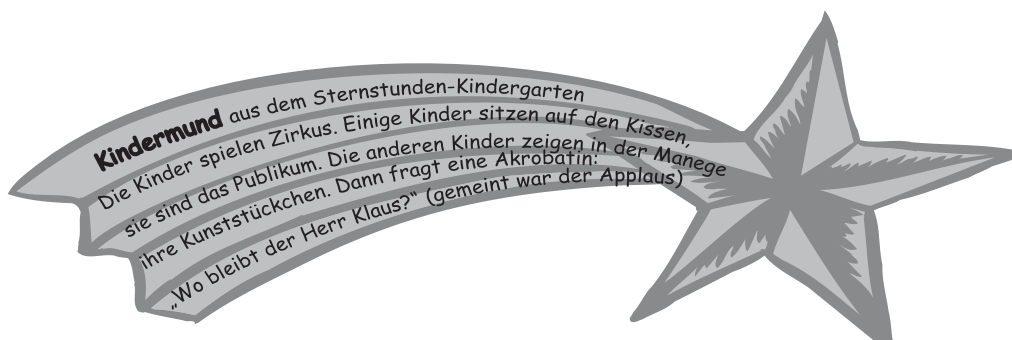 Kindermund aus dem Sternstunden-Kindergarten
Die Kinder spielen Zirkus. Einige Kinder sitzen auf den Kissen,
sie sind das Publikum. Die anderen Kinder zeigen in der Manege
ihre Kunststückchen. Dann fragt eine Akrobatin:
„Wo bleibt der Herr Klaus?“ (gemeint war der Applaus)